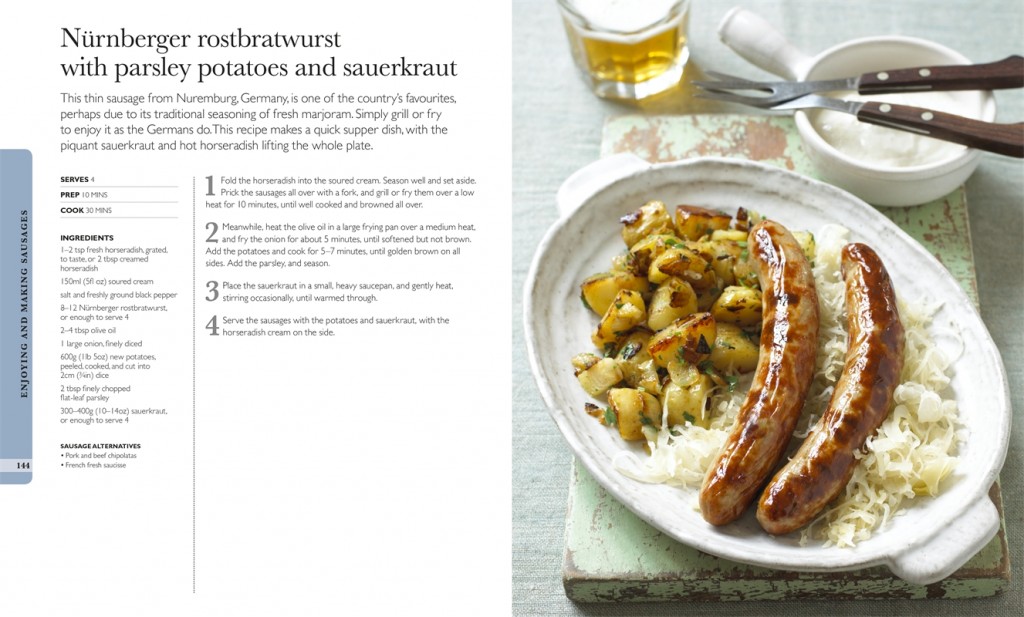 Nürnberger rostbratwurst
with parsley potatoes and sauerkraut
This thin sausage from Nuremburg, Germany, is one of the country's favourites,
perhaps due to its traditional seasoning of fresh marjoram. Simply grill or fry
to enjoy it as the Germans do. This recipe makes a quick supper dish, with the
piquant sauerkraut and hot horseradish lifting the whole plate.
SERVES 4
PREP 10 MINS
COOK 30 MINS
INGREDIENTS
1–2 tsp fresh horseradish, grated,
to taste, or 2 tbsp creamed
horseradish
150ml (5fl oz) soured cream
salt and freshly ground black pepper
8–12 Nürnberger rostbratwurst,
or enough to serve 4
2–4 tbsp olive oil
1 large onion, finely diced
600g (1lb 5oz) new potatoes,
peeled, cooked, and cut into
2cm (¾in) dice
2 tbsp finely chopped
flat-leaf parsley
300–400g (10–14oz) sauerkraut,
or enough to serve 4
SAUSAGE ALTERNATIVES
• Pork and beef chipolatas
• French fresh saucisse
1 Fold the horseradish into the soured cream. Season well and set aside.
Prick the sausages all over with a fork, and grill or fry them over a low
heat for 10 minutes, until well cooked and browned all over.
2 Meanwhile, heat the olive oil in a large frying pan over a medium heat,
and fry the onion for about 5 minutes, until softened but not brown.
Add the potatoes and cook for 5–7 minutes, until golden brown on all
sides. Add the parsley, and season.
3 Place the sauerkraut in a small, heavy saucepan, and gently heat,
stirring occasionally, until warmed through.
4 Serve the sausages with the potatoes and sauerkraut, with the
horseradish cream on the side.
ENJOYING AND MAKING SAUSAGES
144